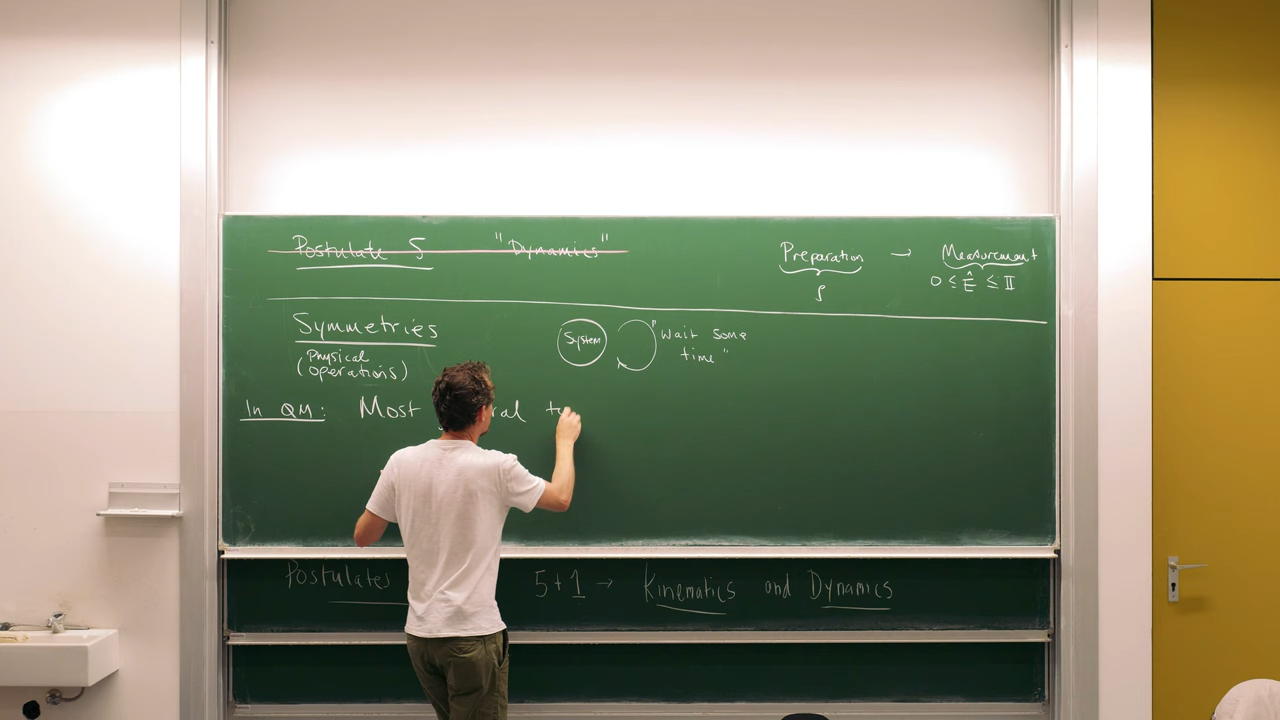 Postulate 5 "Dynamics"
Preparation → Measurement
ρ 0 ≤ Ê ≤ 𝕀
Symmetries
(Physical operations)
System "Wait some time"
In QM: Most
Postulates 5+1 → Kinematics and Dynamics